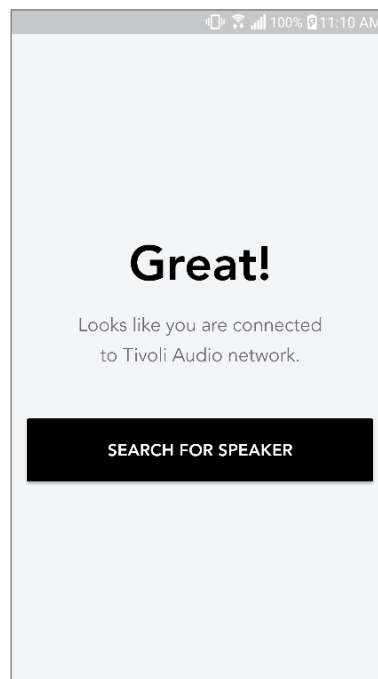 100% 11:10 AM
Great!
Looks like you are connected
to Tivoli Audio network.
SEARCH FOR SPEAKER